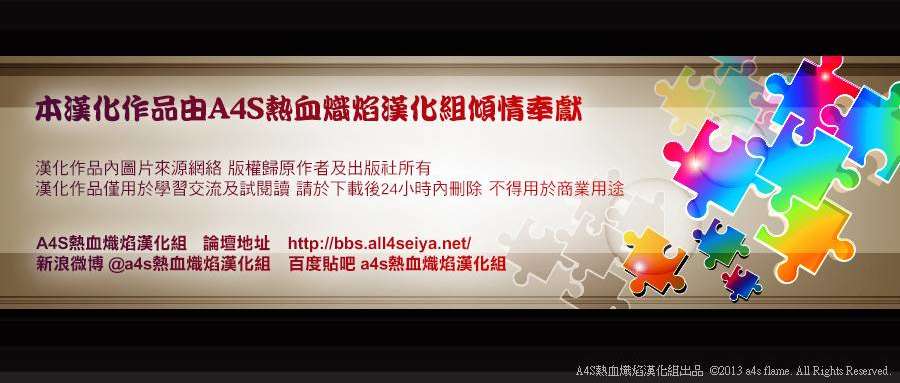 本漢化作品由A4S熱血熾焰漢化組傾情奉獻
漢化作品內圖片來源網絡 版權歸原作者及出版社所有
漢化作品僅用於學習交流及試閱讀 請於下載後24小時內刪除 不得用於商業用途
A4S熱血熾焰漢化組 論壇地址 http://bbs.all4seiya.net/
新浪微博 @a4s熱血熾焰漢化組 百度貼吧 a4s熱血熾焰漢化組
A4S熱血熾焰漢化組出品 ©2013 a4s flame. All Rights Reserved.